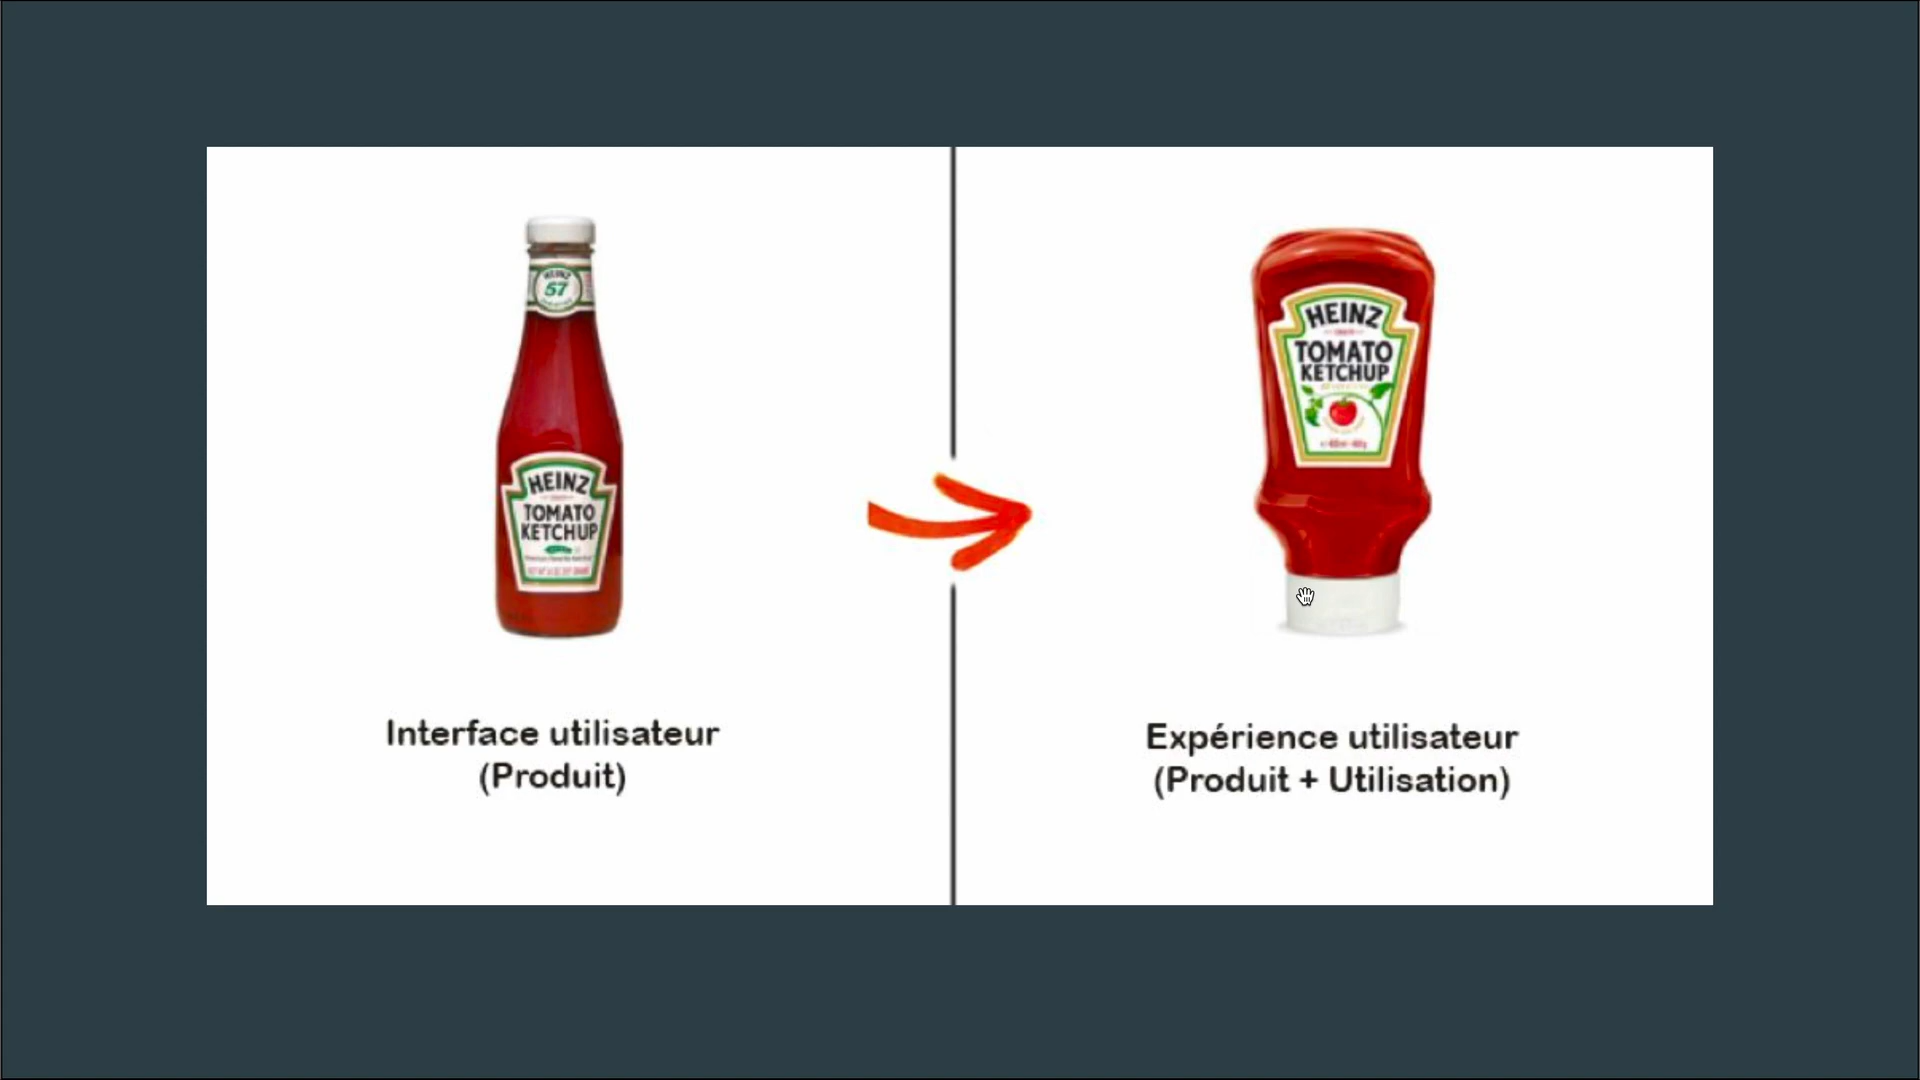 HEINZ
57
HEINZ
TOMATO
KETCHUP
Interface utilisateur
(Produit)
HEINZ
TOMATO
KETCHUP
Expérience utilisateur
(Produit + Utilisation)